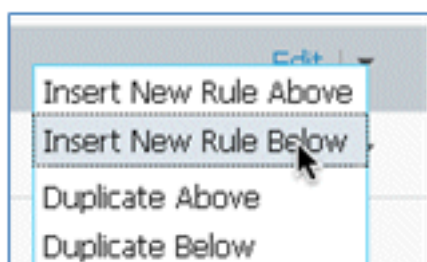 Edit
Insert New Rule Above
Insert New Rule Below
Duplicate Above
Duplicate Below